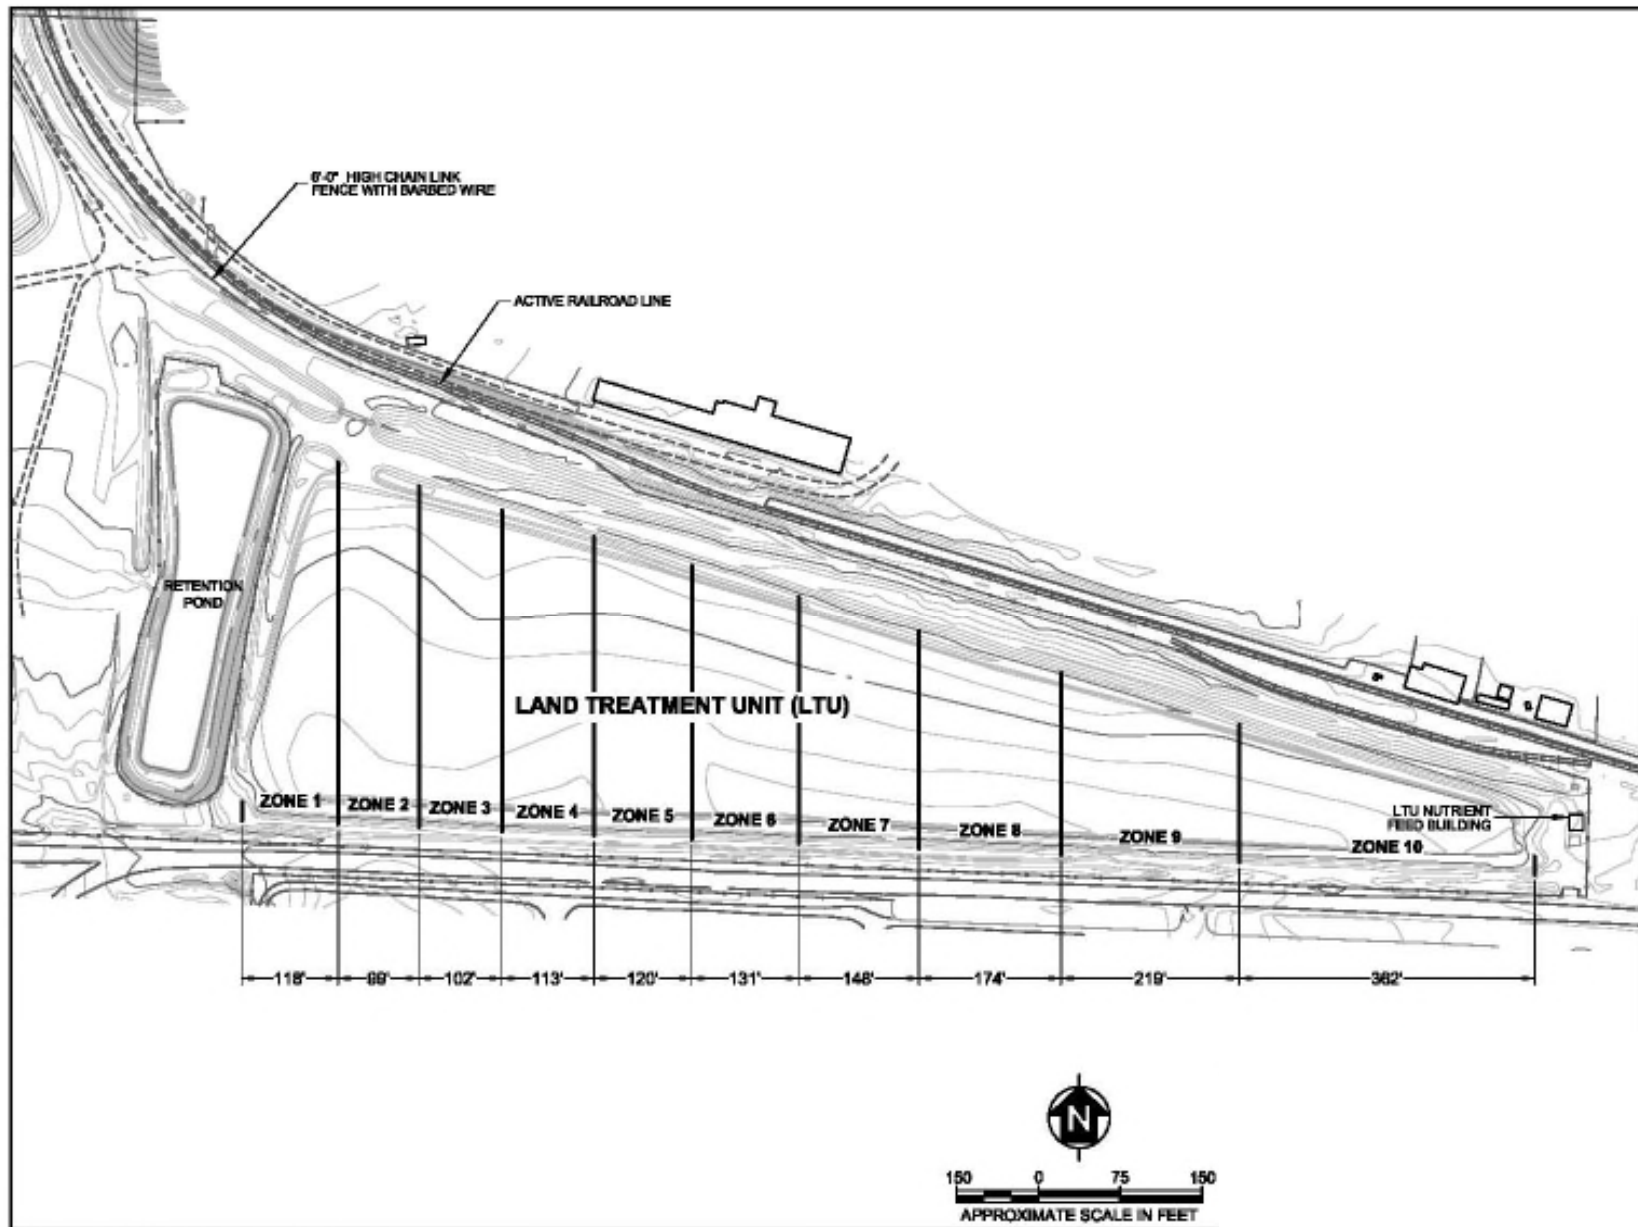 6'-0" HIGH CHAIN LINK
FENCE WITH BARBED WIRE
ACTIVE RAILROAD LINE
RETENTION
POND
LAND TREATMENT UNIT (LTU)
LTU NUTRIENT
FEED BUILDING
ZONE 1
ZONE 2
ZONE 3
ZONE 4
ZONE 5
ZONE 6
ZONE 7
ZONE 8
ZONE 9
ZONE 10
118'
99'
102'
113'
120'
131'
146'
174'
219'
362'
N
150 0 75 150
APPROXIMATE SCALE IN FEET